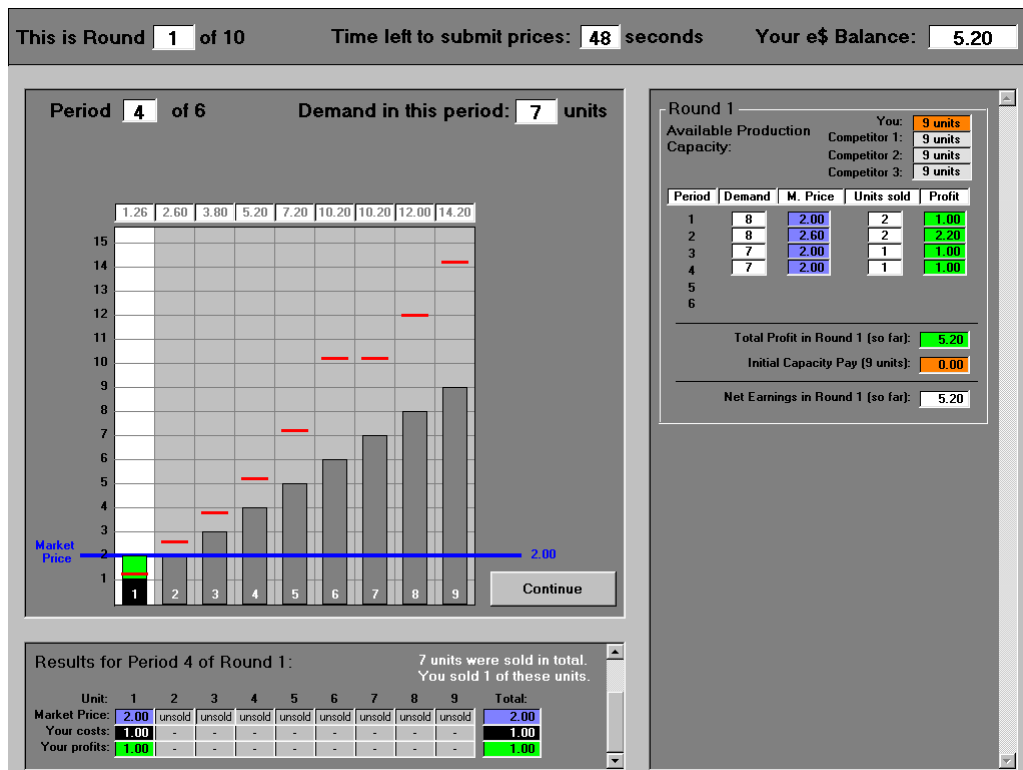 This is Round 1 of 10 Time left to submit prices: 48 seconds Your e$ Balance: 5.20
Period 4 of 6 Demand in this period: 7 units
1.26 2.60 3.80 5.20 7.20 10.20 10.20 12.00 14.20
15
14
13
12
11
10
9
8
7
6
5
4
3
Market Price 2 2.00
1
1 2 3 4 5 6 7 8 9
Continue
Results for Period 4 of Round 1: 7 units were sold in total.
You sold 1 of these units.
Unit: 1 2 3 4 5 6 7 8 9 Total:
Market Price: 2.00 unsold unsold unsold unsold unsold unsold unsold unsold 2.00
Your costs: 1.00 - - - - - - - - 1.00
Your profits: 1.00 - - - - - - - - 1.00
Round 1
Available Production Capacity:
You: 9 units
Competitor 1: 9 units
Competitor 2: 9 units
Competitor 3: 9 units
Period Demand M. Price Units sold Profit
1 8 2.00 2 1.00
2 8 2.60 2 2.20
3 7 2.00 1 1.00
4 7 2.00 1 1.00
5
6
Total Profit in Round 1 (so far): 5.20
Initial Capacity Pay (9 units): 0.00
Net Earnings in Round 1 (so far): 5.20